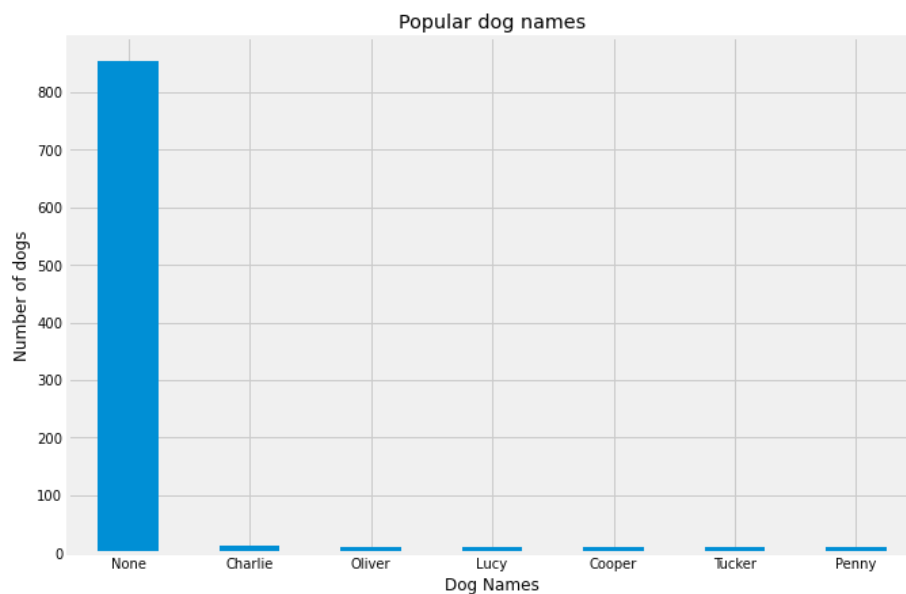 Popular dog names
Number of dogs
800
700
600
500
400
300
200
100
0
None Charlie Oliver Lucy Cooper Tucker Penny
Dog Names